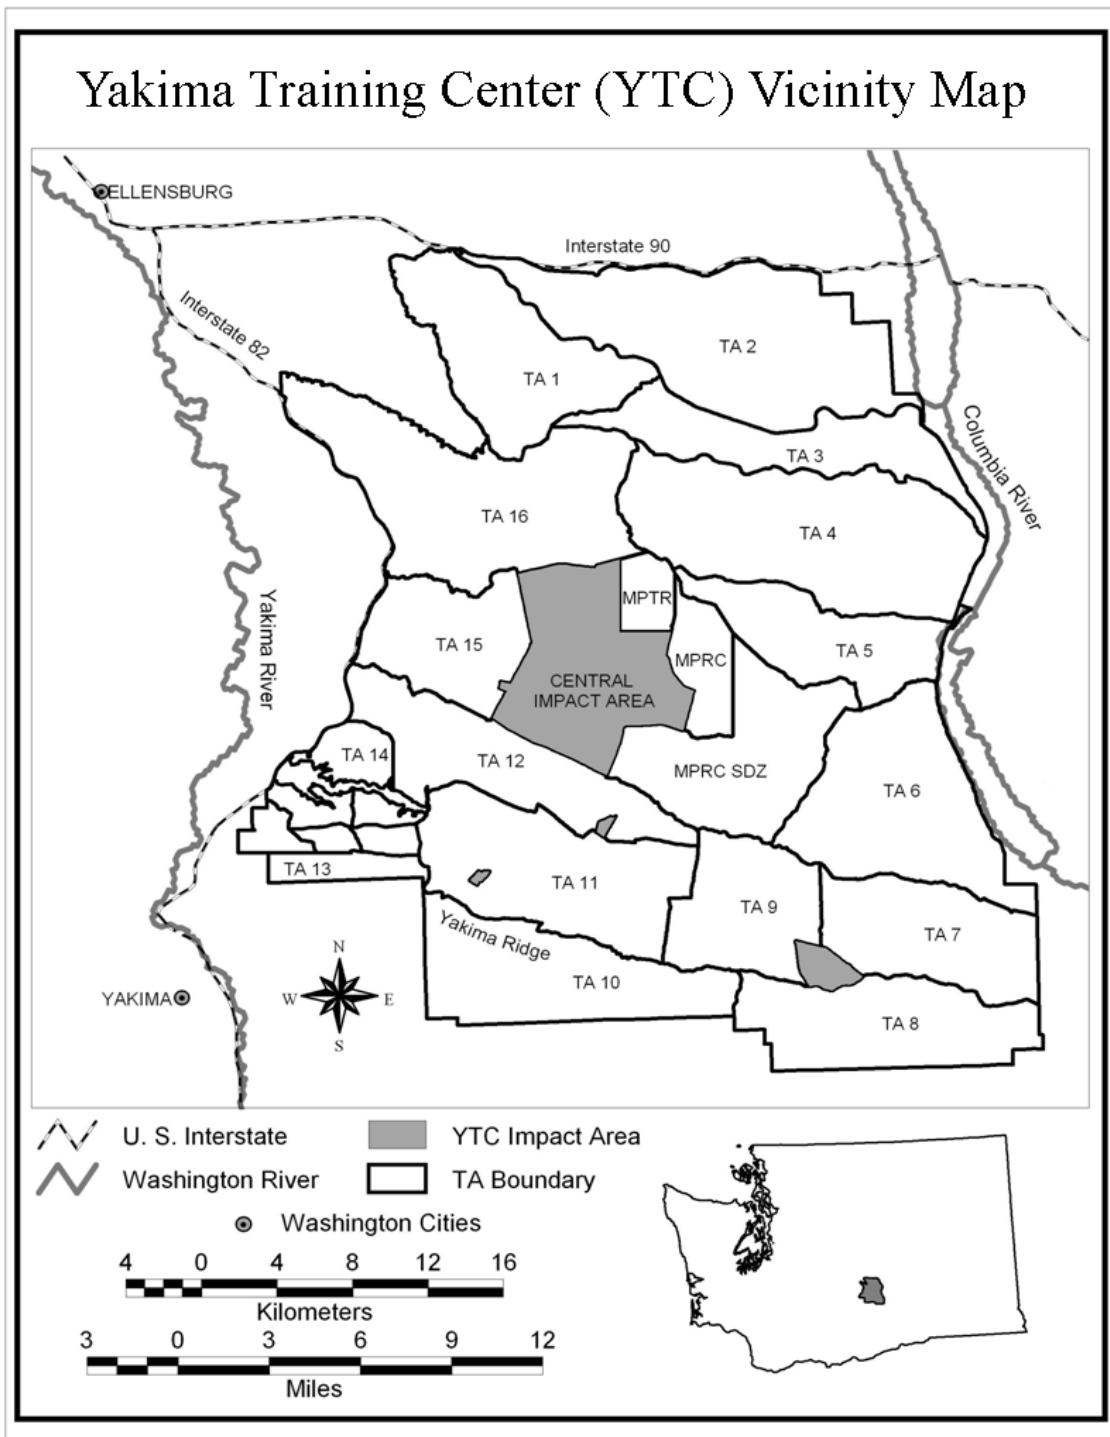 Yakima Training Center (YTC) Vicinity Map
ELLENSBURG
Interstate 90
Interstate 82
TA 2
TA 1
Columbia River
TA 3
TA 16
TA 4
Yakima River
MPTR
TA 15
MPRC
TA 5
CENTRAL
IMPACT AREA
TA 14
TA 12
MPRC SDZ
TA 6
TA 13
TA 11
TA 9
TA 7
Yakima Ridge
TA 10
TA 8
N
W E
S
YAKIMA
U. S. Interstate
YTC Impact Area
Washington River
TA Boundary
Washington Cities
4 0 4 8 12 16
Kilometers
3 0 3 6 9 12
Miles